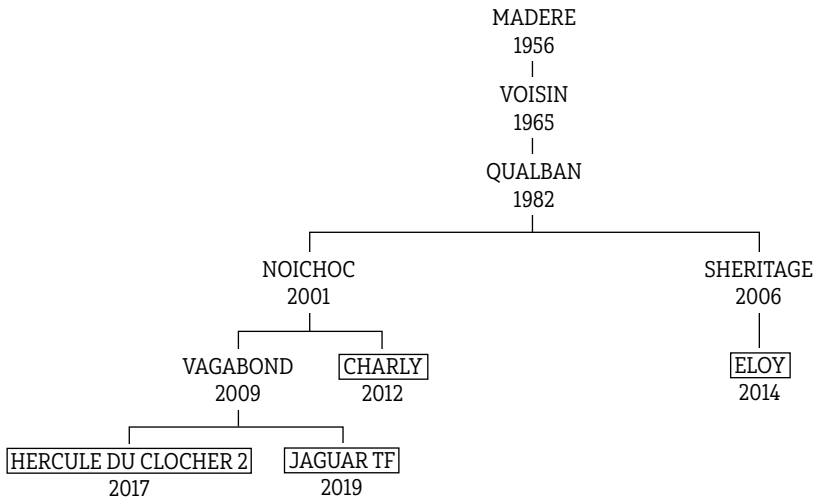 MADERE
1956
VOISIN
1965
QUALBAN
1982
NOICHOC
2001
SHERITAGE
2006
VAGABOND
2009
CHARLY
2012
ELOY
2014
HERCULE DU CLOCHER 2
2017
JAGUAR TF
2019